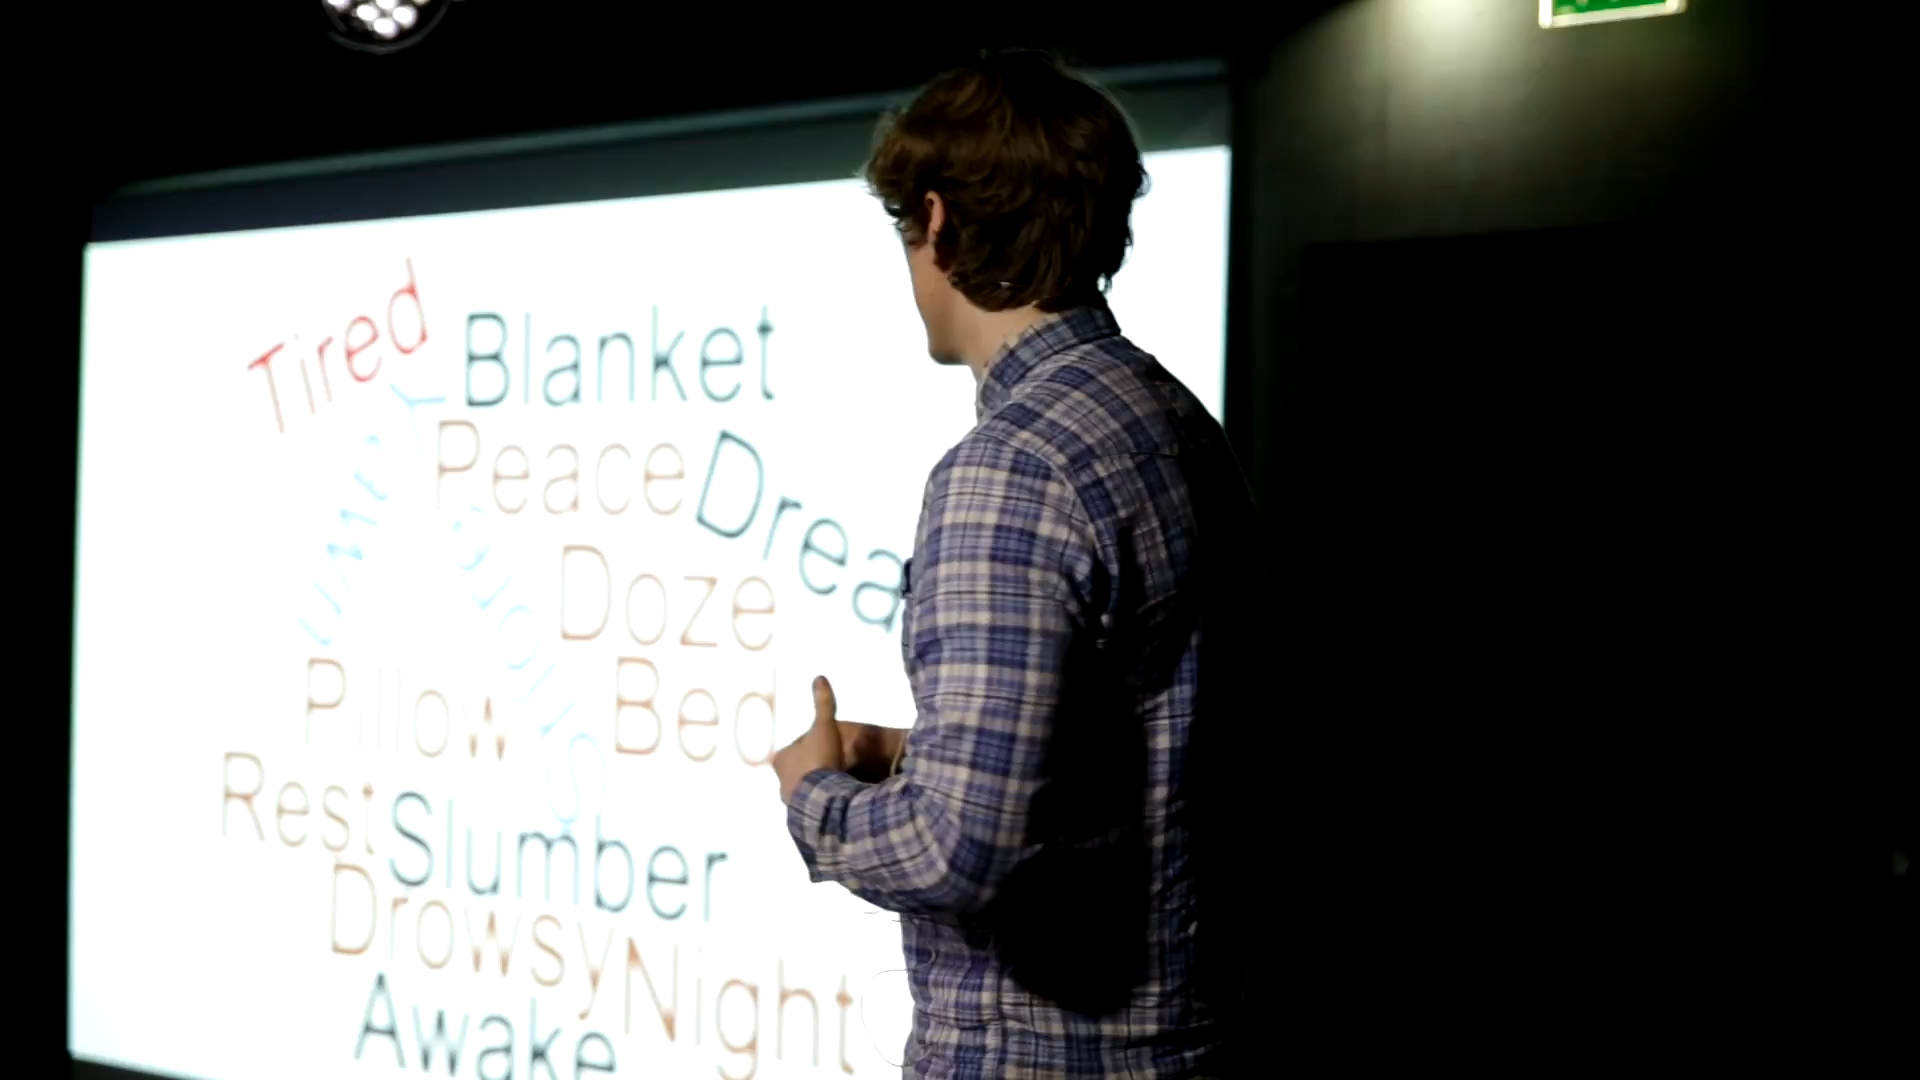 Tired
Blanket
Peace
Drea
Doze
Pillow
Bed
Rest
Slumber
Drowsy
Night
Awake